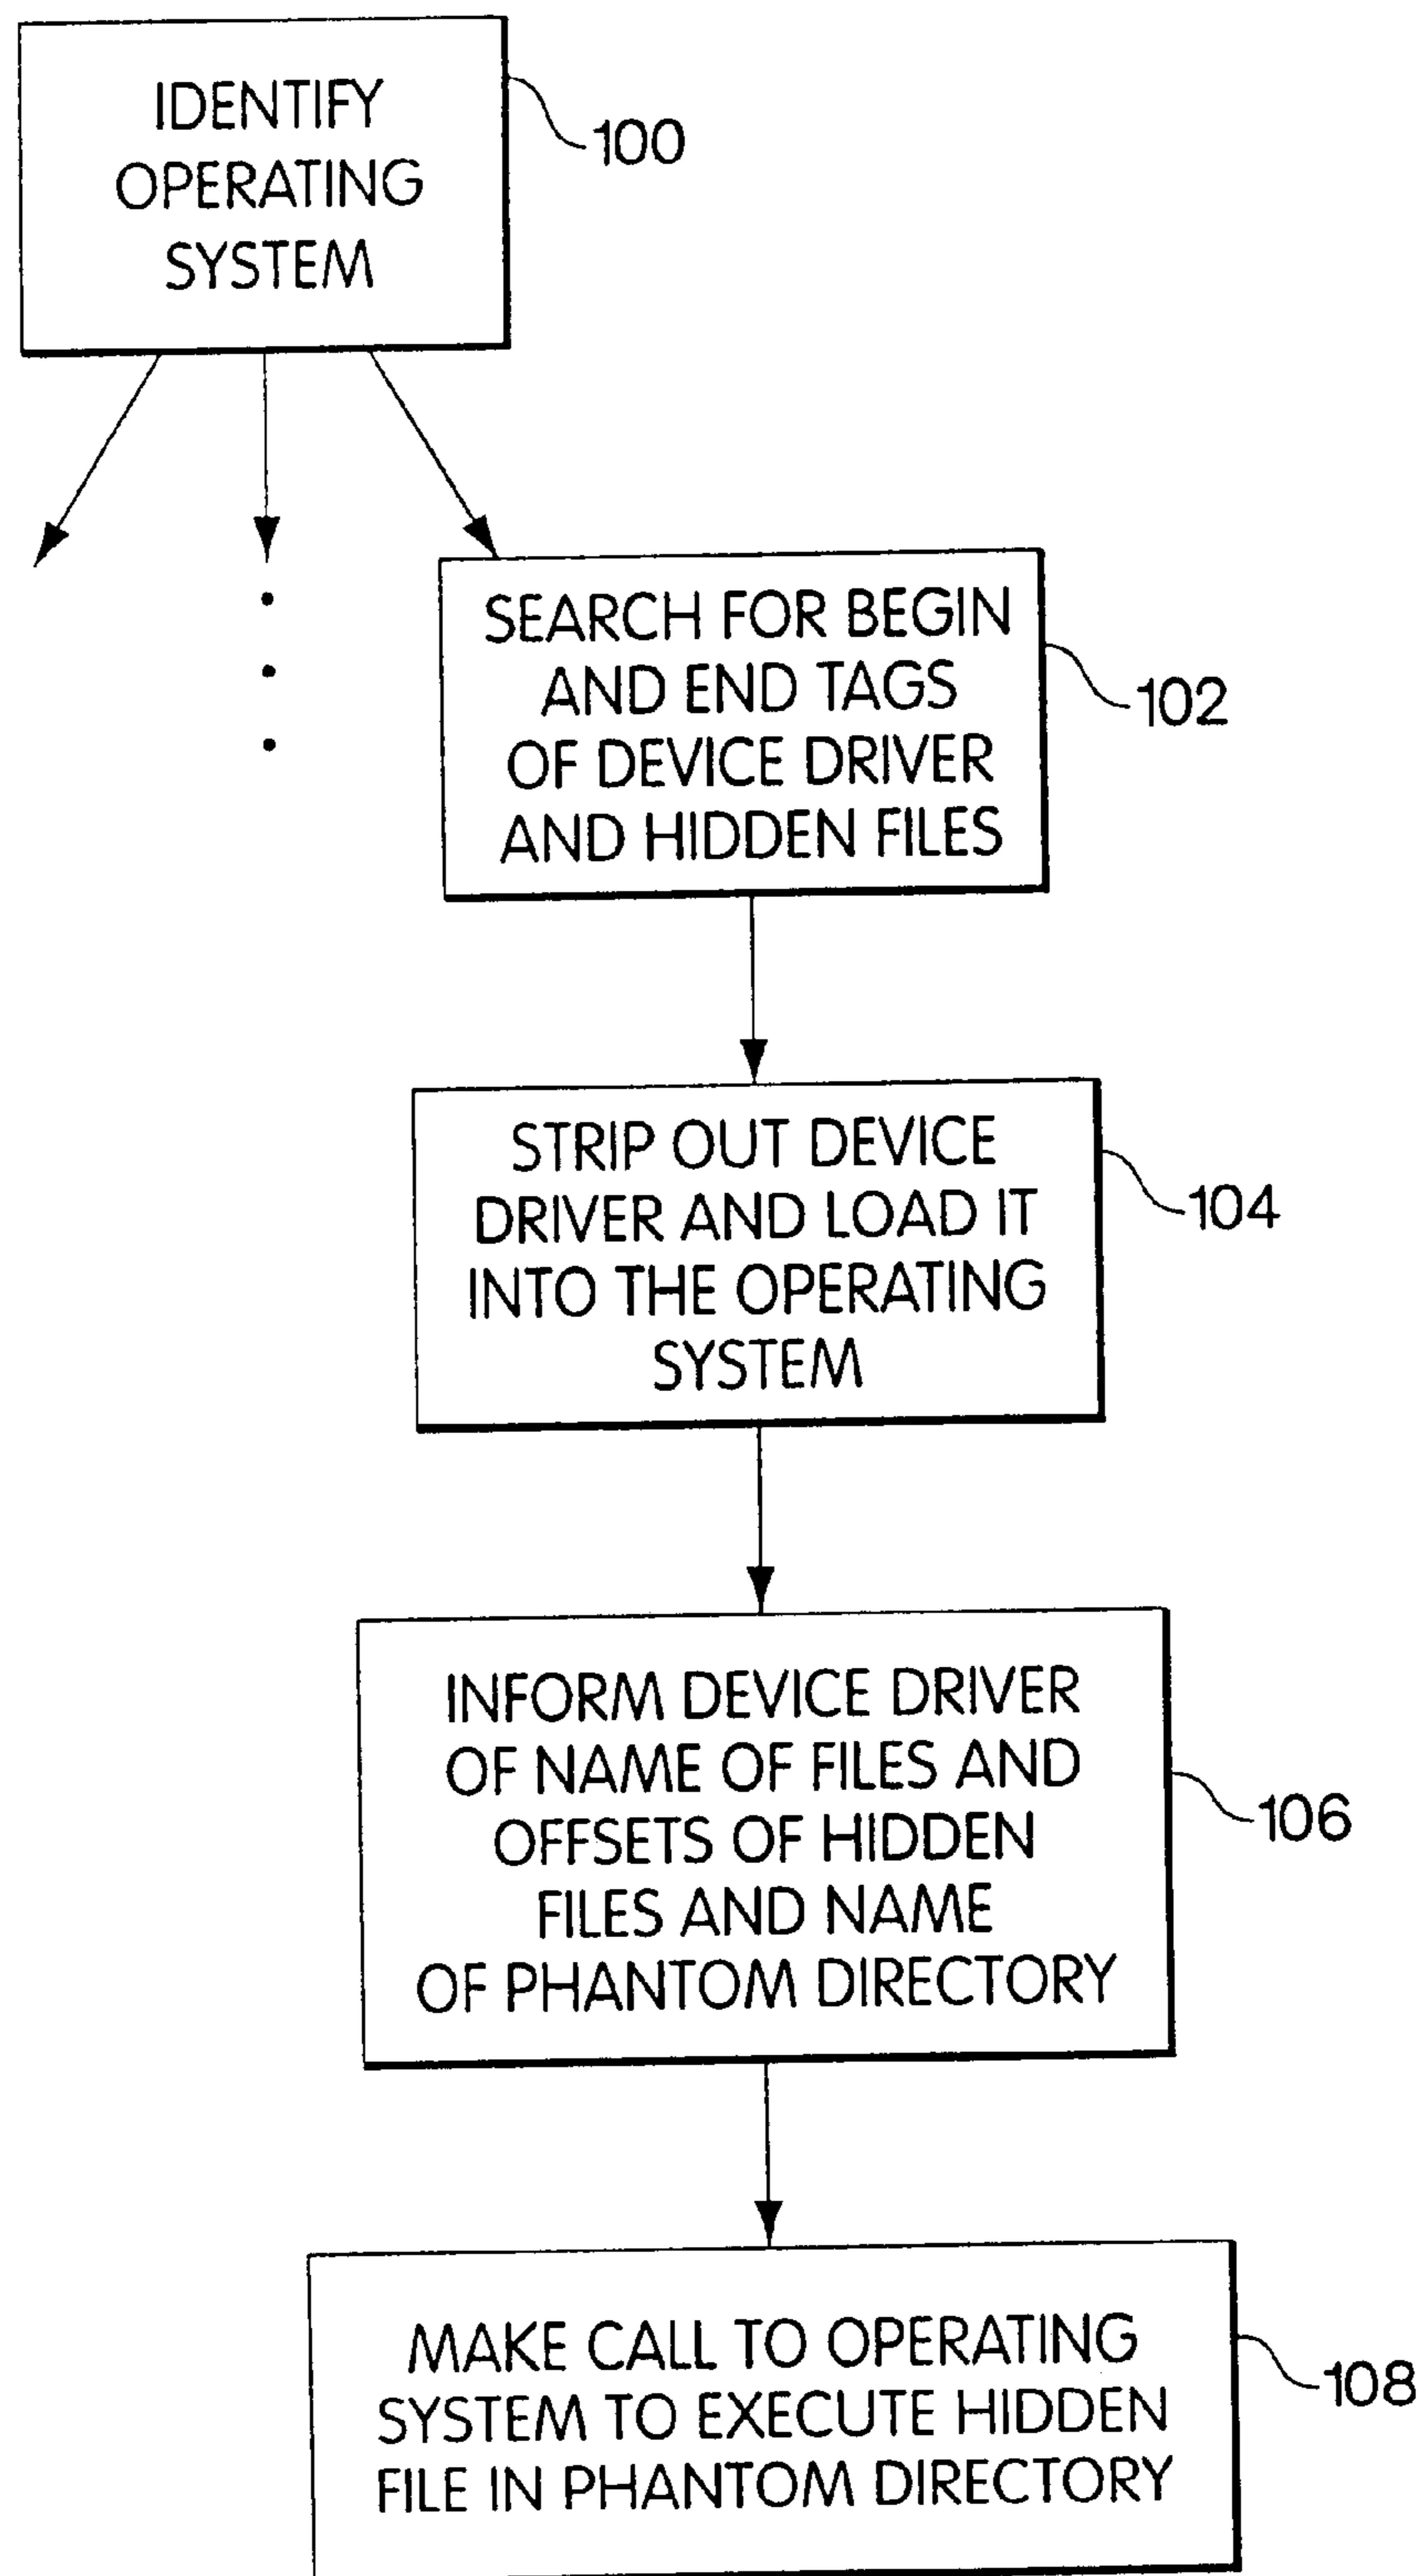 IDENTIFY
OPERATING
SYSTEM
100
SEARCH FOR BEGIN
AND END TAGS
OF DEVICE DRIVER
AND HIDDEN FILES
102
STRIP OUT DEVICE
DRIVER AND LOAD IT
INTO THE OPERATING
SYSTEM
104
INFORM DEVICE DRIVER
OF NAME OF FILES AND
OFFSETS OF HIDDEN
FILES AND NAME
OF PHANTOM DIRECTORY
106
MAKE CALL TO OPERATING
SYSTEM TO EXECUTE HIDDEN
FILE IN PHANTOM DIRECTORY
108